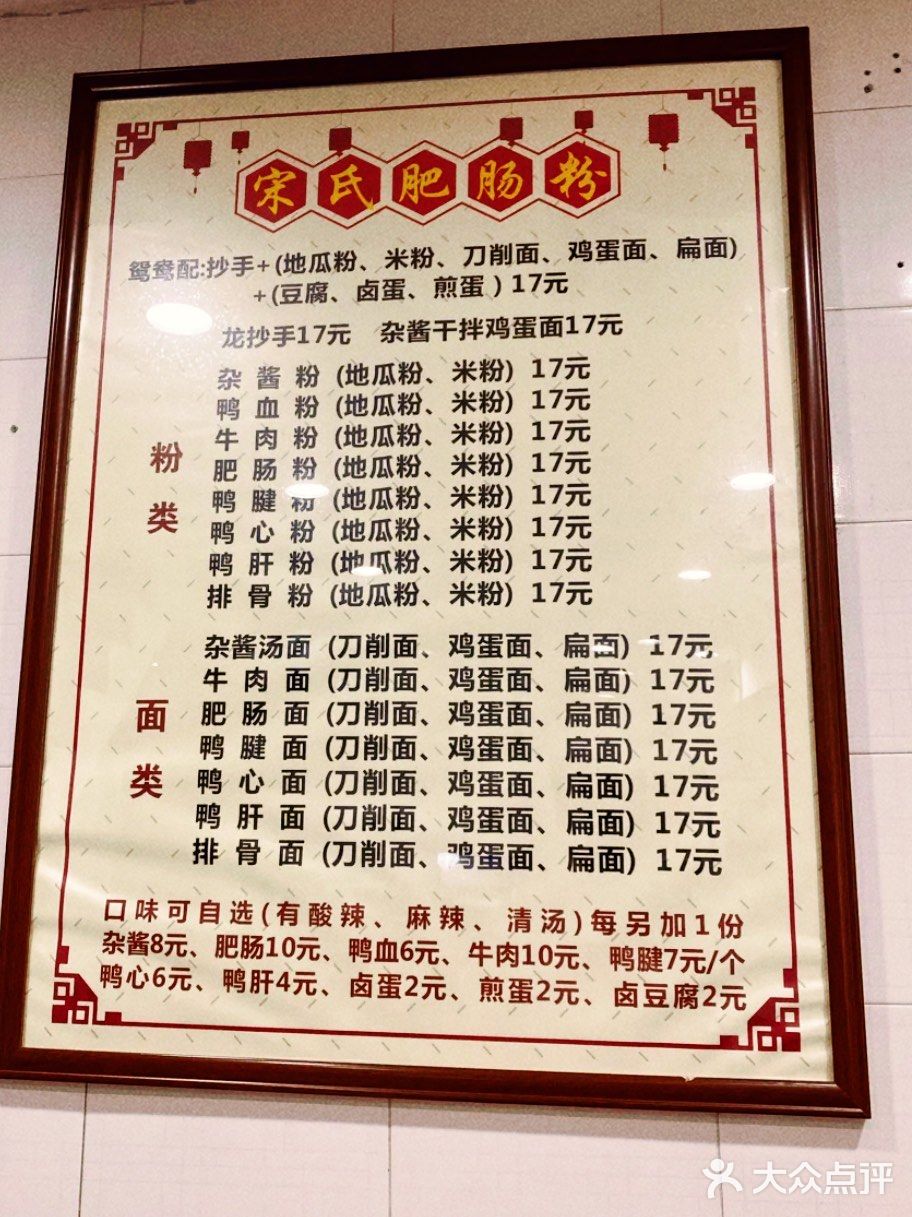 宋氏肥肠粉
鸳鸯配:抄手+(地瓜粉、米粉、刀削面、鸡蛋面、扁面)
+(豆腐、卤蛋、煎蛋)17元
龙抄手17元 杂酱干拌鸡蛋面17元
粉类
杂酱粉(地瓜粉、米粉) 17元
鸭血粉(地瓜粉、米粉) 17元
牛肉粉(地瓜粉、米粉) 17元
肥肠粉(地瓜粉、米粉) 17元
鸭腱粉(地瓜粉、米粉) 17元
鸭心粉(地瓜粉、米粉) 17元
鸭肝粉(地瓜粉、米粉) 17元
排骨粉(地瓜粉、米粉) 17元
面类
杂酱汤面(刀削面、鸡蛋面、扁面) 17元
牛肉面(刀削面、鸡蛋面、扁面) 17元
肥肠面(刀削面、鸡蛋面、扁面) 17元
鸭腱面(刀削面、鸡蛋面、扁面) 17元
鸭心面(刀削面、鸡蛋面、扁面) 17元
鸭肝面(刀削面、鸡蛋面、扁面) 17元
排骨面(刀削面、鸡蛋面、扁面) 17元
口味可自选(有酸辣、麻辣、清汤)每另加1份
杂酱8元、肥肠10元、鸭血6元、牛肉10元、鸭腱7元/个
鸭心6元、鸭肝4元、卤蛋2元、煎蛋2元、卤豆腐2元
大众点评